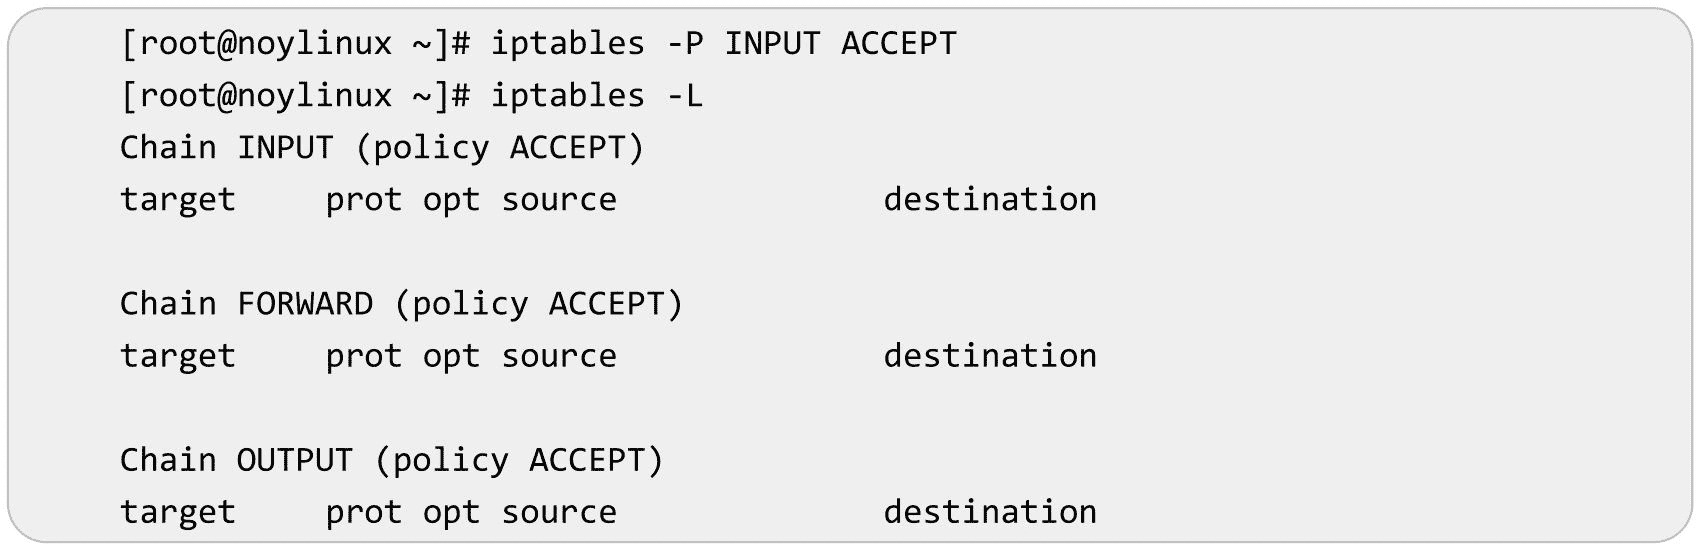 [root@noylinux ~]# iptables -P INPUT ACCEPT
[root@noylinux ~]# iptables -L
Chain INPUT (policy ACCEPT)
target     prot opt source               destination

Chain FORWARD (policy ACCEPT)
target     prot opt source               destination

Chain OUTPUT (policy ACCEPT)
target     prot opt source               destination